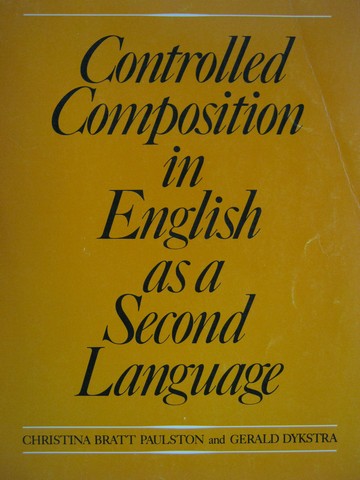 Controlled
Composition
in
English
as a
Second
Language
CHRISTINA BRATT PAULSTON and GERALD DYKSTRA